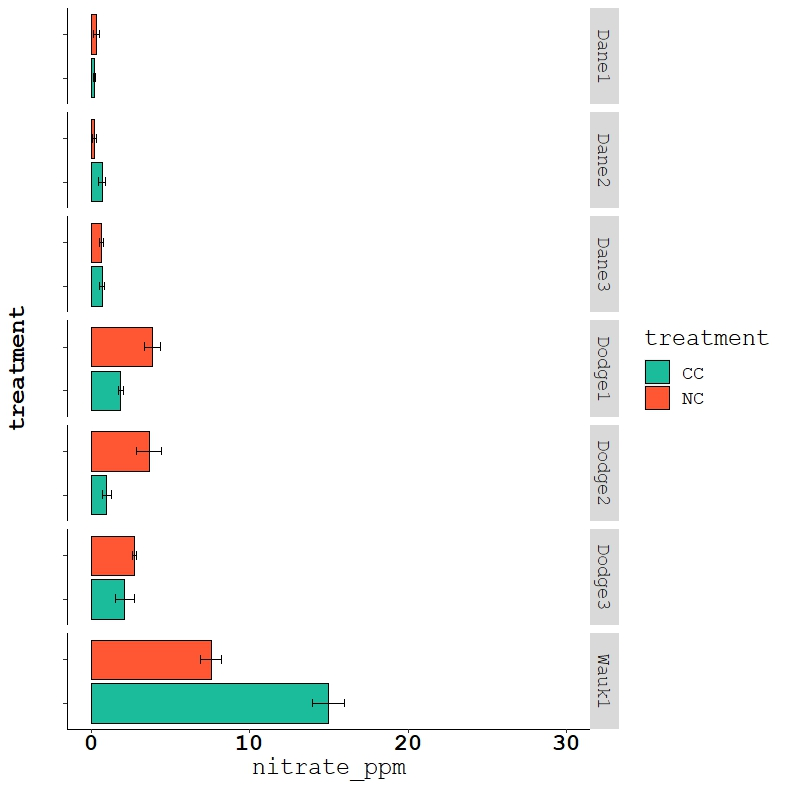 treatment
Dane1
Dane2
Dane3
Dodge1
Dodge2
Dodge3
Wauk1
0 10 20 30
nitrate_ppm
treatment
CC
NC